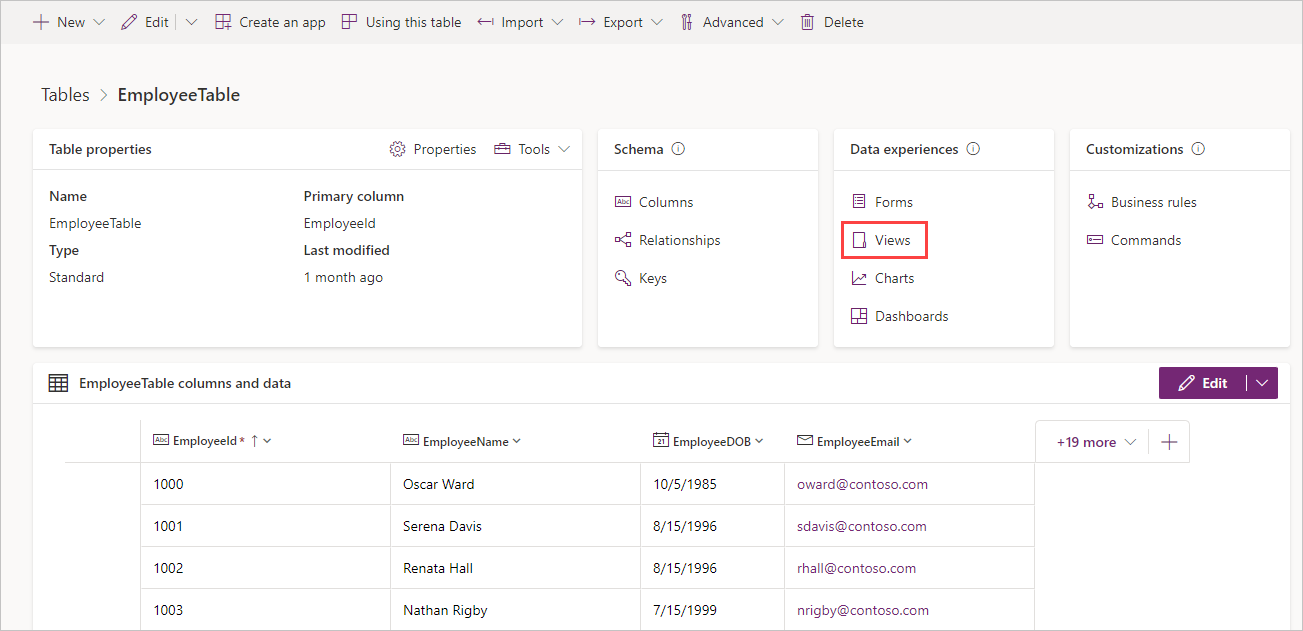 New Edit Create an app Using this table Import Export Advanced Delete
Tables > EmployeeTable
Table properties Properties Tools
Name Primary column
EmployeeTable EmployeeId
Type Last modified
Standard 1 month ago
Schema
Abc Columns
Relationships
Keys
Data experiences
Forms
Views
Charts
Dashboards
Customizations
Business rules
Commands
EmployeeTable columns and data Edit
Abc EmployeeId * ↑ Abc EmployeeName 21 EmployeeDOB EmployeeEmail +19 more
1000 Oscar Ward 10/5/1985 oward@contoso.com
1001 Serena Davis 8/15/1996 sdavis@contoso.com
1002 Renata Hall 8/15/1996 rhall@contoso.com
1003 Nathan Rigby 7/15/1999 nrigby@contoso.com